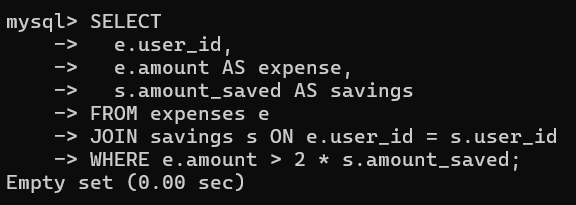 mysql> SELECT
    ->   e.user_id,
    ->   e.amount AS expense,
    ->   s.amount_saved AS savings
    -> FROM expenses e
    -> JOIN savings s ON e.user_id = s.user_id
    -> WHERE e.amount > 2 * s.amount_saved;
Empty set (0.00 sec)